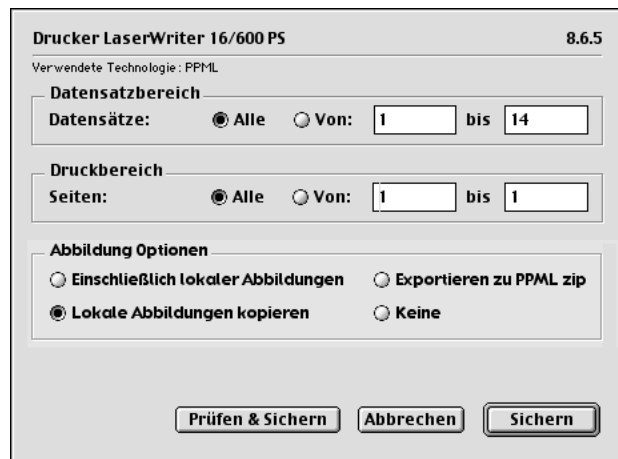 Drucker LaserWriter 16/600 PS 8.6.5
Verwendete Technologie: PPML
Datensatzbereich
Datensätze: Alle Von: 1 bis 14
Druckbereich
Seiten: Alle Von: 1 bis 1
Abbildung Optionen
Einschließlich lokaler Abbildungen Exportieren zu PPML zip
Lokale Abbildungen kopieren Keine
Prüfen & Sichern Abbrechen Sichern